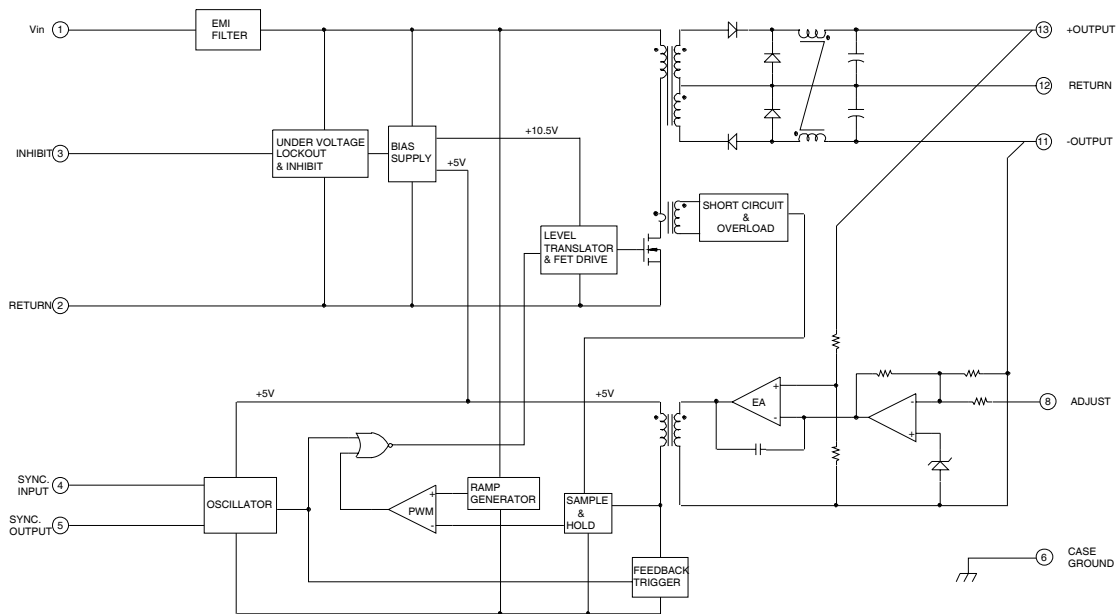 EMI
FILTER
Vin
1
13
+OUTPUT
12
RETURN
+10.5V
UNDER VOLTAGE
LOCKOUT
& INHIBIT
BIAS
SUPPLY
INHIBIT
3
11
-OUTPUT
+5V
SHORT CIRCUIT
&
OVERLOAD
LEVEL
TRANSLATOR
& FET DRIVE
RETURN
2
+5V
+5V
+
EA
-
-
+
8
ADJUST
SYNC.
INPUT
4
OSCILLATOR
+
PWM
-
RAMP
GENERATOR
SAMPLE
&
HOLD
SYNC.
OUTPUT
5
FEEDBACK
TRIGGER
6
CASE
GROUND